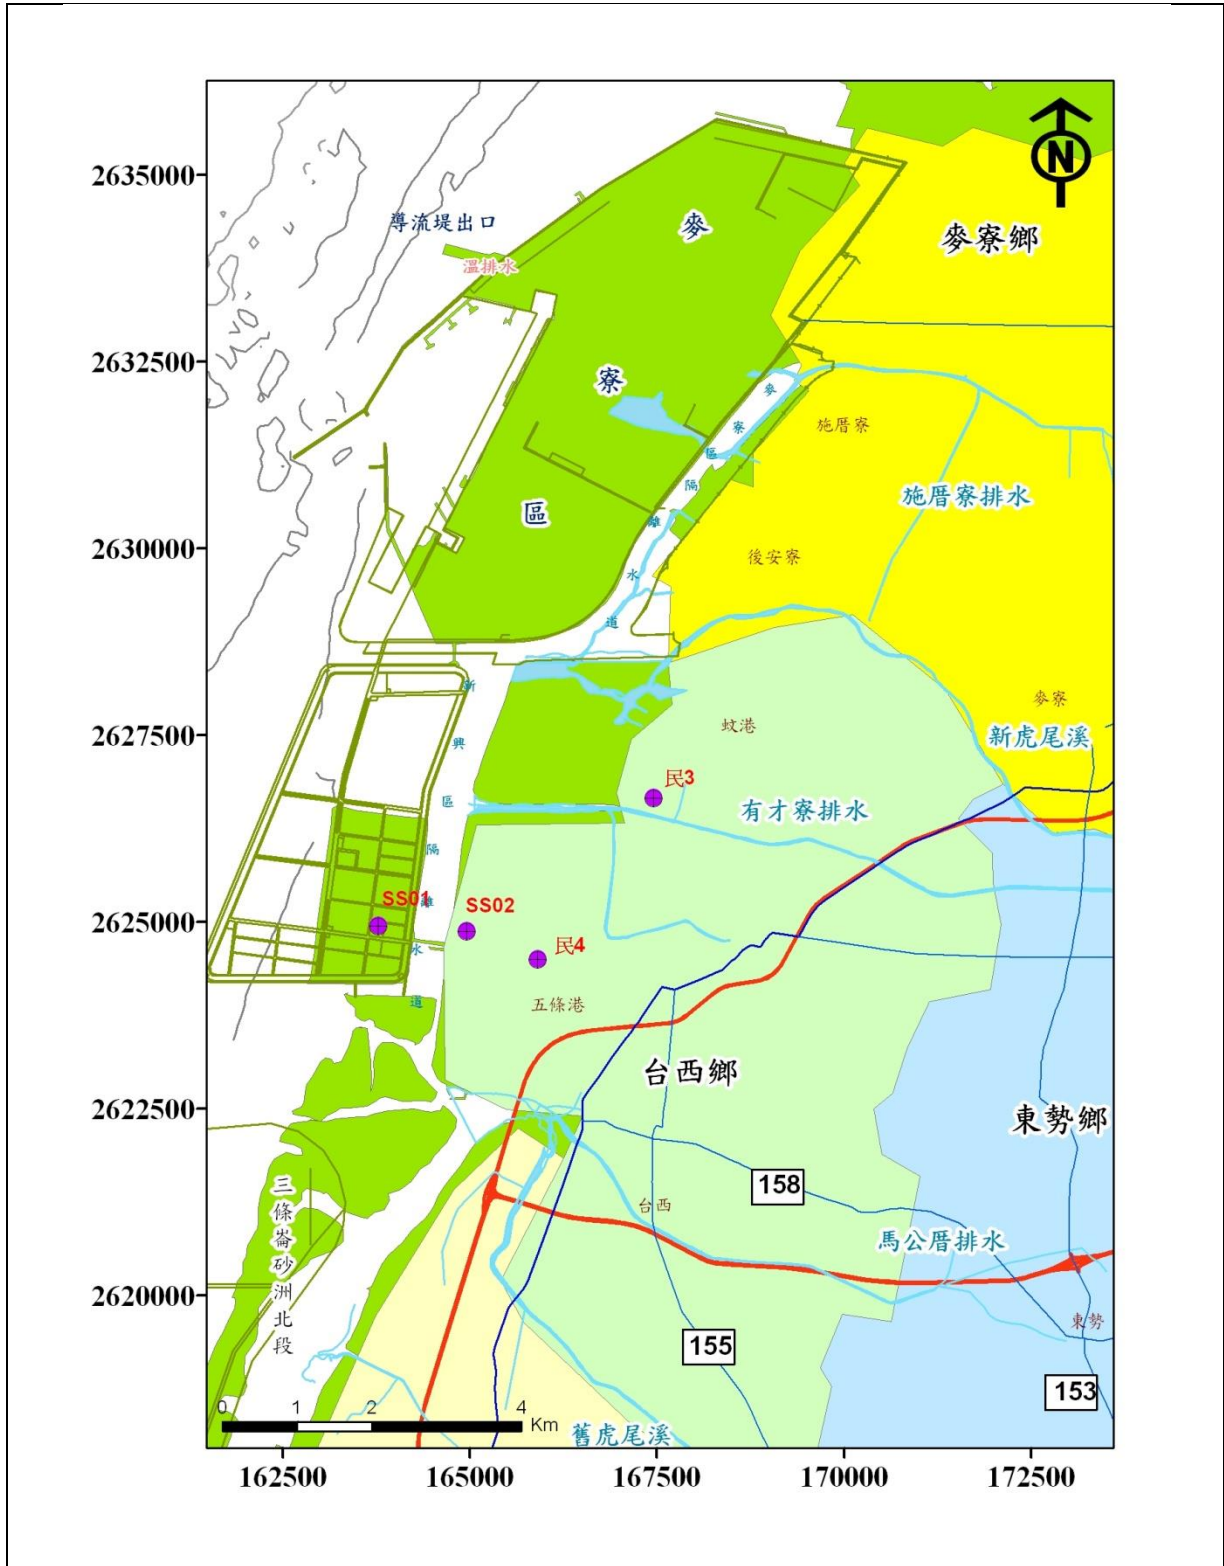 N
2635000
導流堤出口
溫排水
麥
麥寮鄉
2632500
寮
麥
寮
區
隔
離
水
道
施厝寮
區
施厝寮排水
2630000
後安寮
新
興
區
隔
離
水
道
麥寮
2627500
蚊港
新虎尾溪
民3
有才寮排水
SS01
SS02
2625000
民4
五條港
台西鄉
2622500
東勢鄉
三
條
崙
砂
洲
北
段
158
台西
馬公厝排水
2620000
東勢
155
153
0 1 2 4
Km
舊虎尾溪
162500 165000 167500 170000 172500